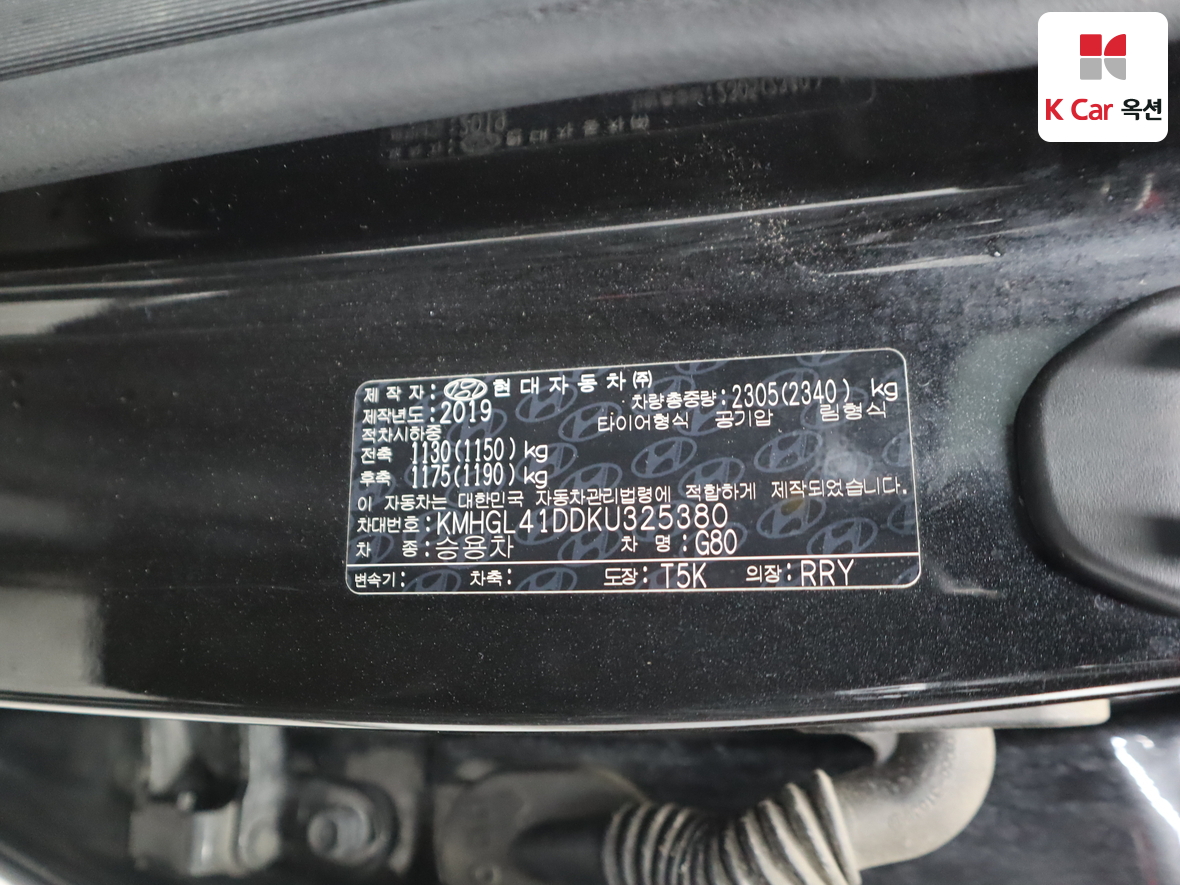 K Car 옥션
제 작 자 : 현 대 자 동 차 ㈜
제작년도 : 2019 차량총중량 : 2305(2340) kg
적차시하중 타이어형식 공기압 림형식
전축 1130(1150) kg
후축 1175(1190) kg
이 자동차는 대한민국 자동차관리법령에 적합하게 제작되었습니다.
차대번호 : KMHGL41DDKU325380
차 종 : 승용차 차 명 : G80
변속기 : 차축 : 도장 : T5K 의장 : RRY